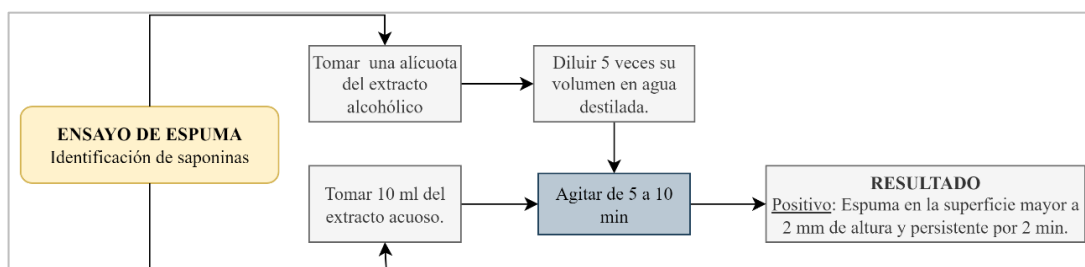 ENSAYO DE ESPUMA
Identificación de saponinas
Tomar una alícuota
del extracto
alcohólico
Diluir 5 veces su
volumen en agua
destilada.
Tomar 10 ml del
extracto acuoso.
Agitar de 5 a 10
min
RESULTADO
Positivo: Espuma en la superficie mayor a
2 mm de altura y persistente por 2 min.